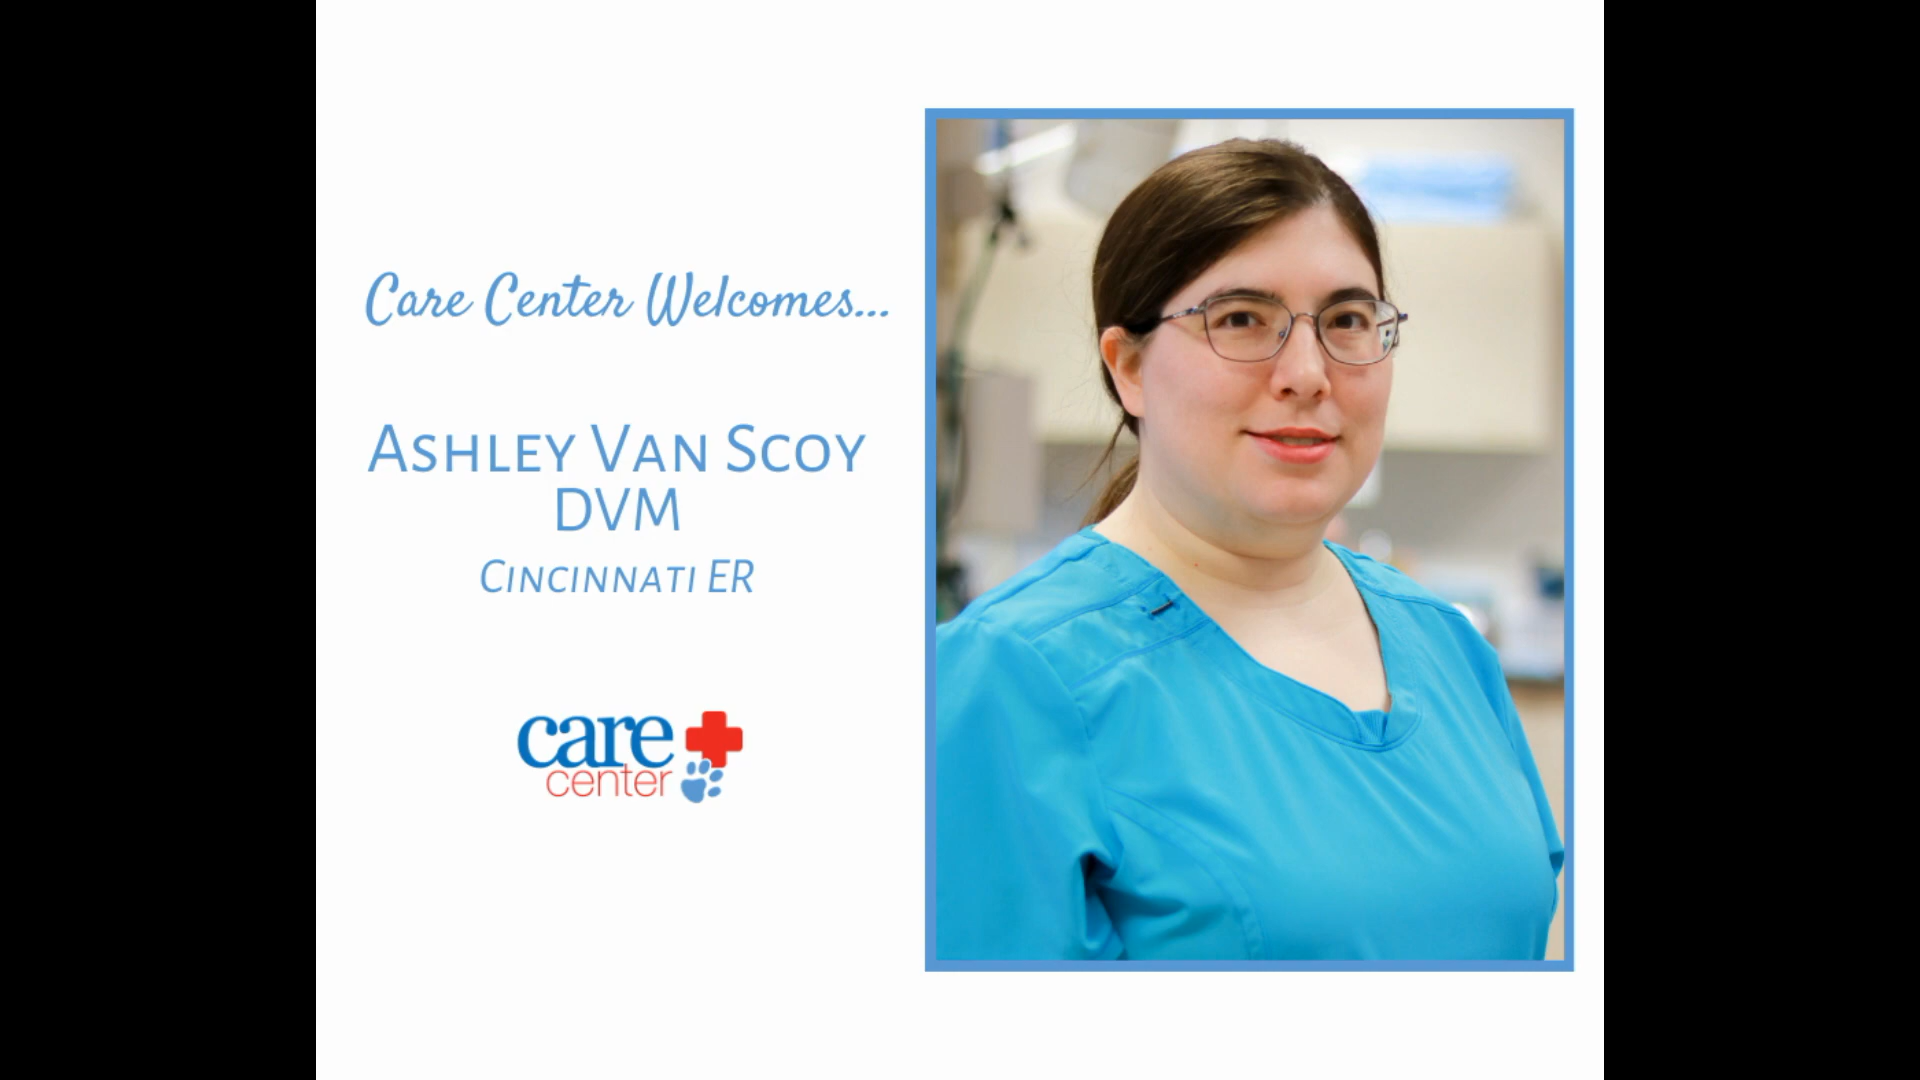 Care Center Welcomes...
Ashley Van Scoy
DVM
Cincinnati ER
care
center